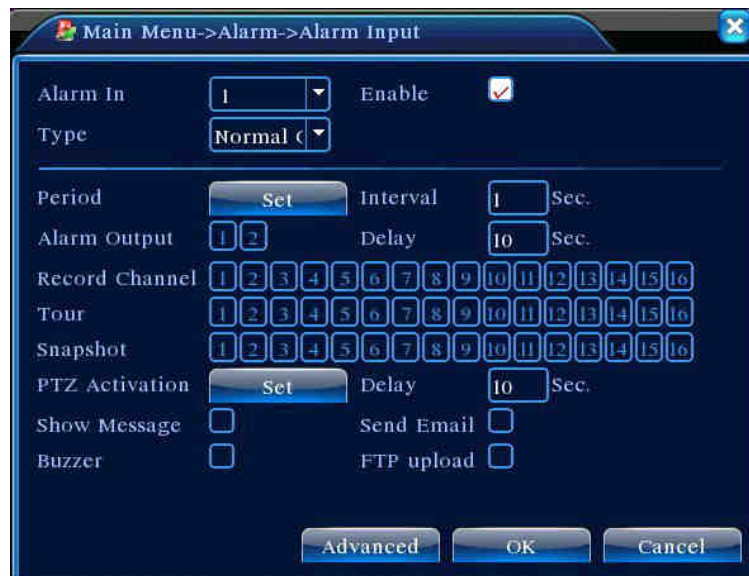 Main Menu->Alarm->Alarm Input
Alarm In 1 Enable
Type Normal
Period Set Interval 1 Sec.
Alarm Output 1 2 Delay 10 Sec.
Record Channel 1 2 3 4 5 6 7 8 9 10 11 12 13 14 15 16
Tour 1 2 3 4 5 6 7 8 9 10 11 12 13 14 15 16
Snapshot 1 2 3 4 5 6 7 8 9 10 11 12 13 14 15 16
PTZ Activation Set Delay 10 Sec.
Show Message Send Email
Buzzer FTP upload
Advanced OK Cancel